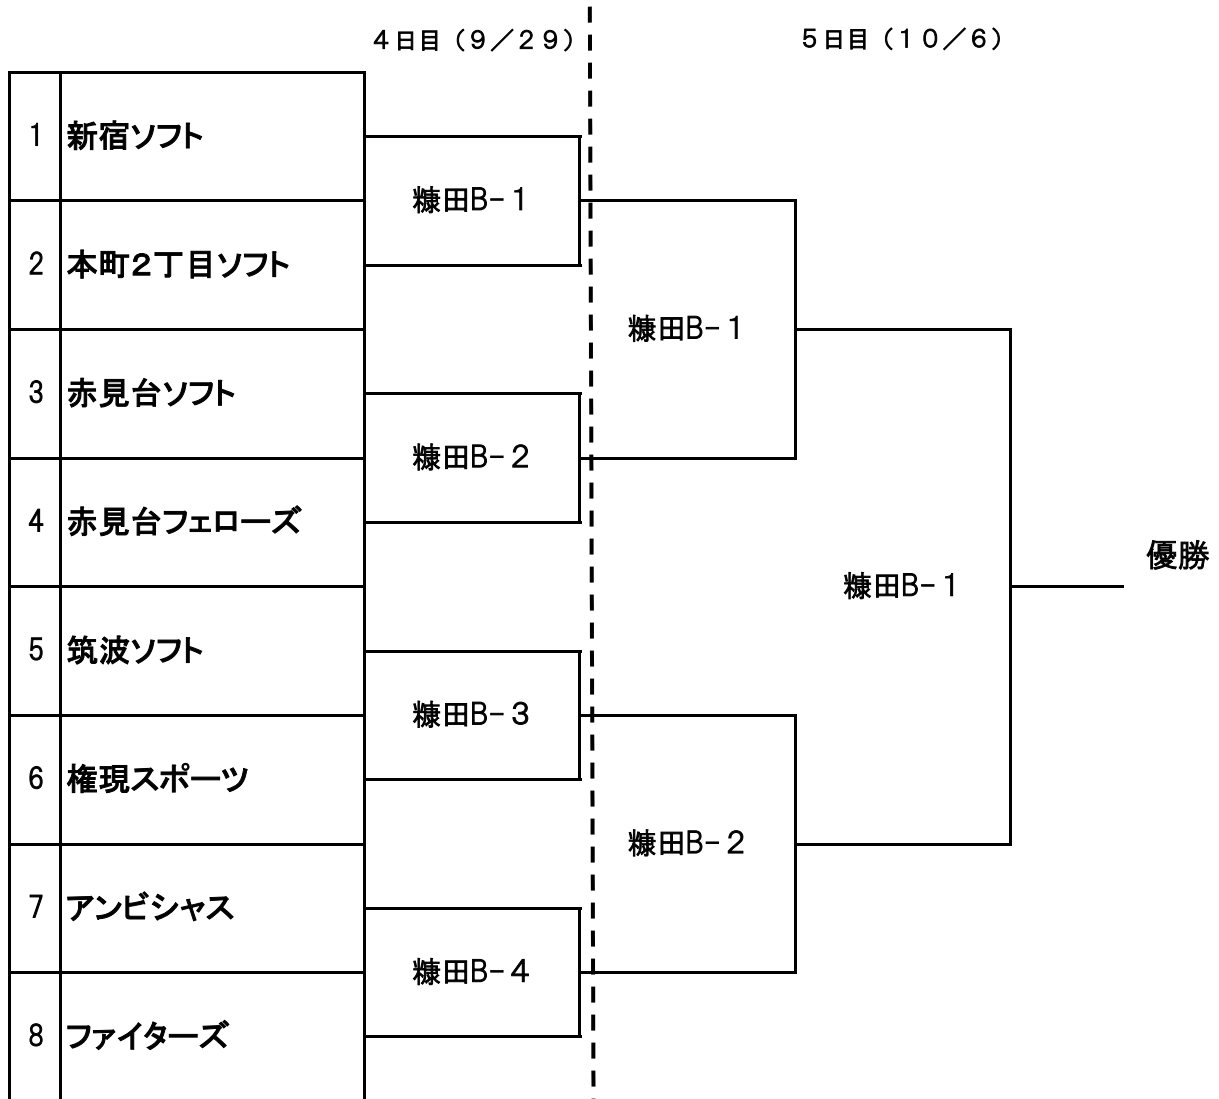 4日目（９／２９）
5日目（１０／６）
1 新宿ソフト
糠田B-１
2 本町２丁目ソフト
糠田B-１
3 赤見台ソフト
糠田B-２
4 赤見台フェローズ
優勝
糠田B-１
5 筑波ソフト
糠田B-３
6 権現スポーツ
糠田B-２
7 アンビシャス
糠田B-４
8 ファイターズ